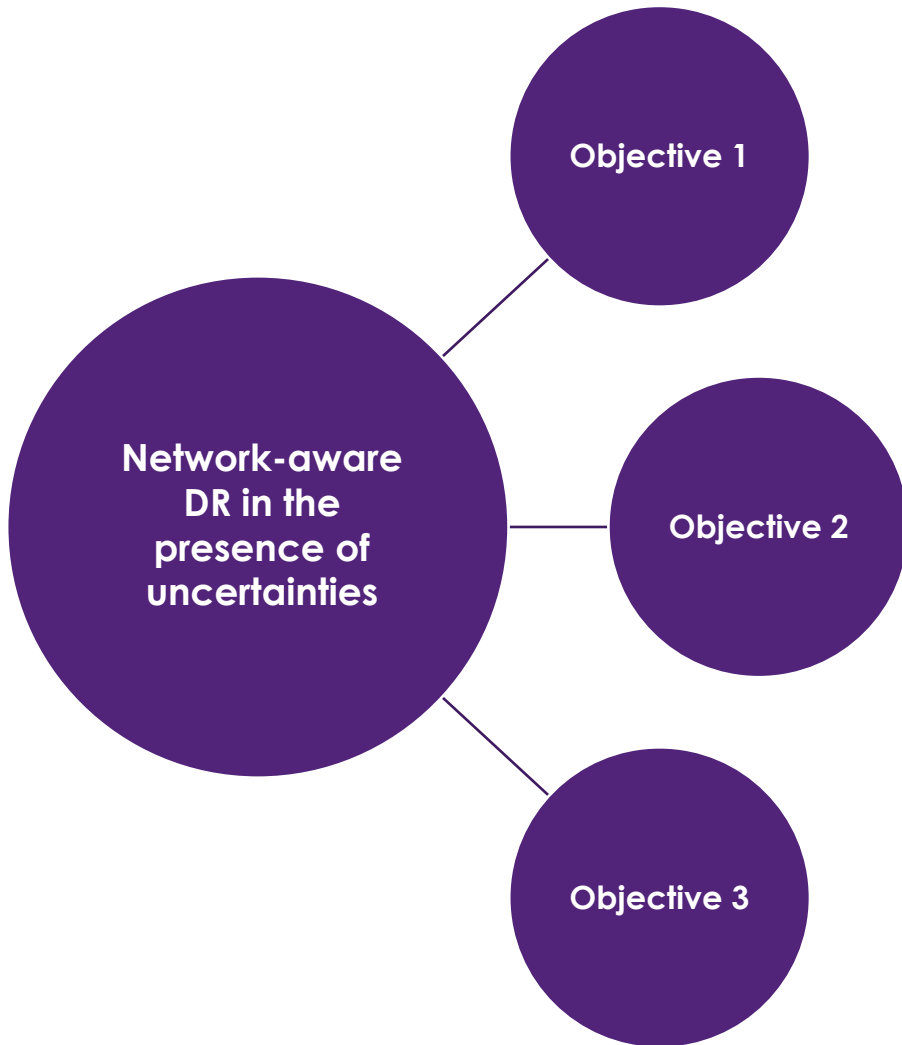 Objective 1
Network-aware
DR in the
presence of
uncertainties
Objective 2
Objective 3